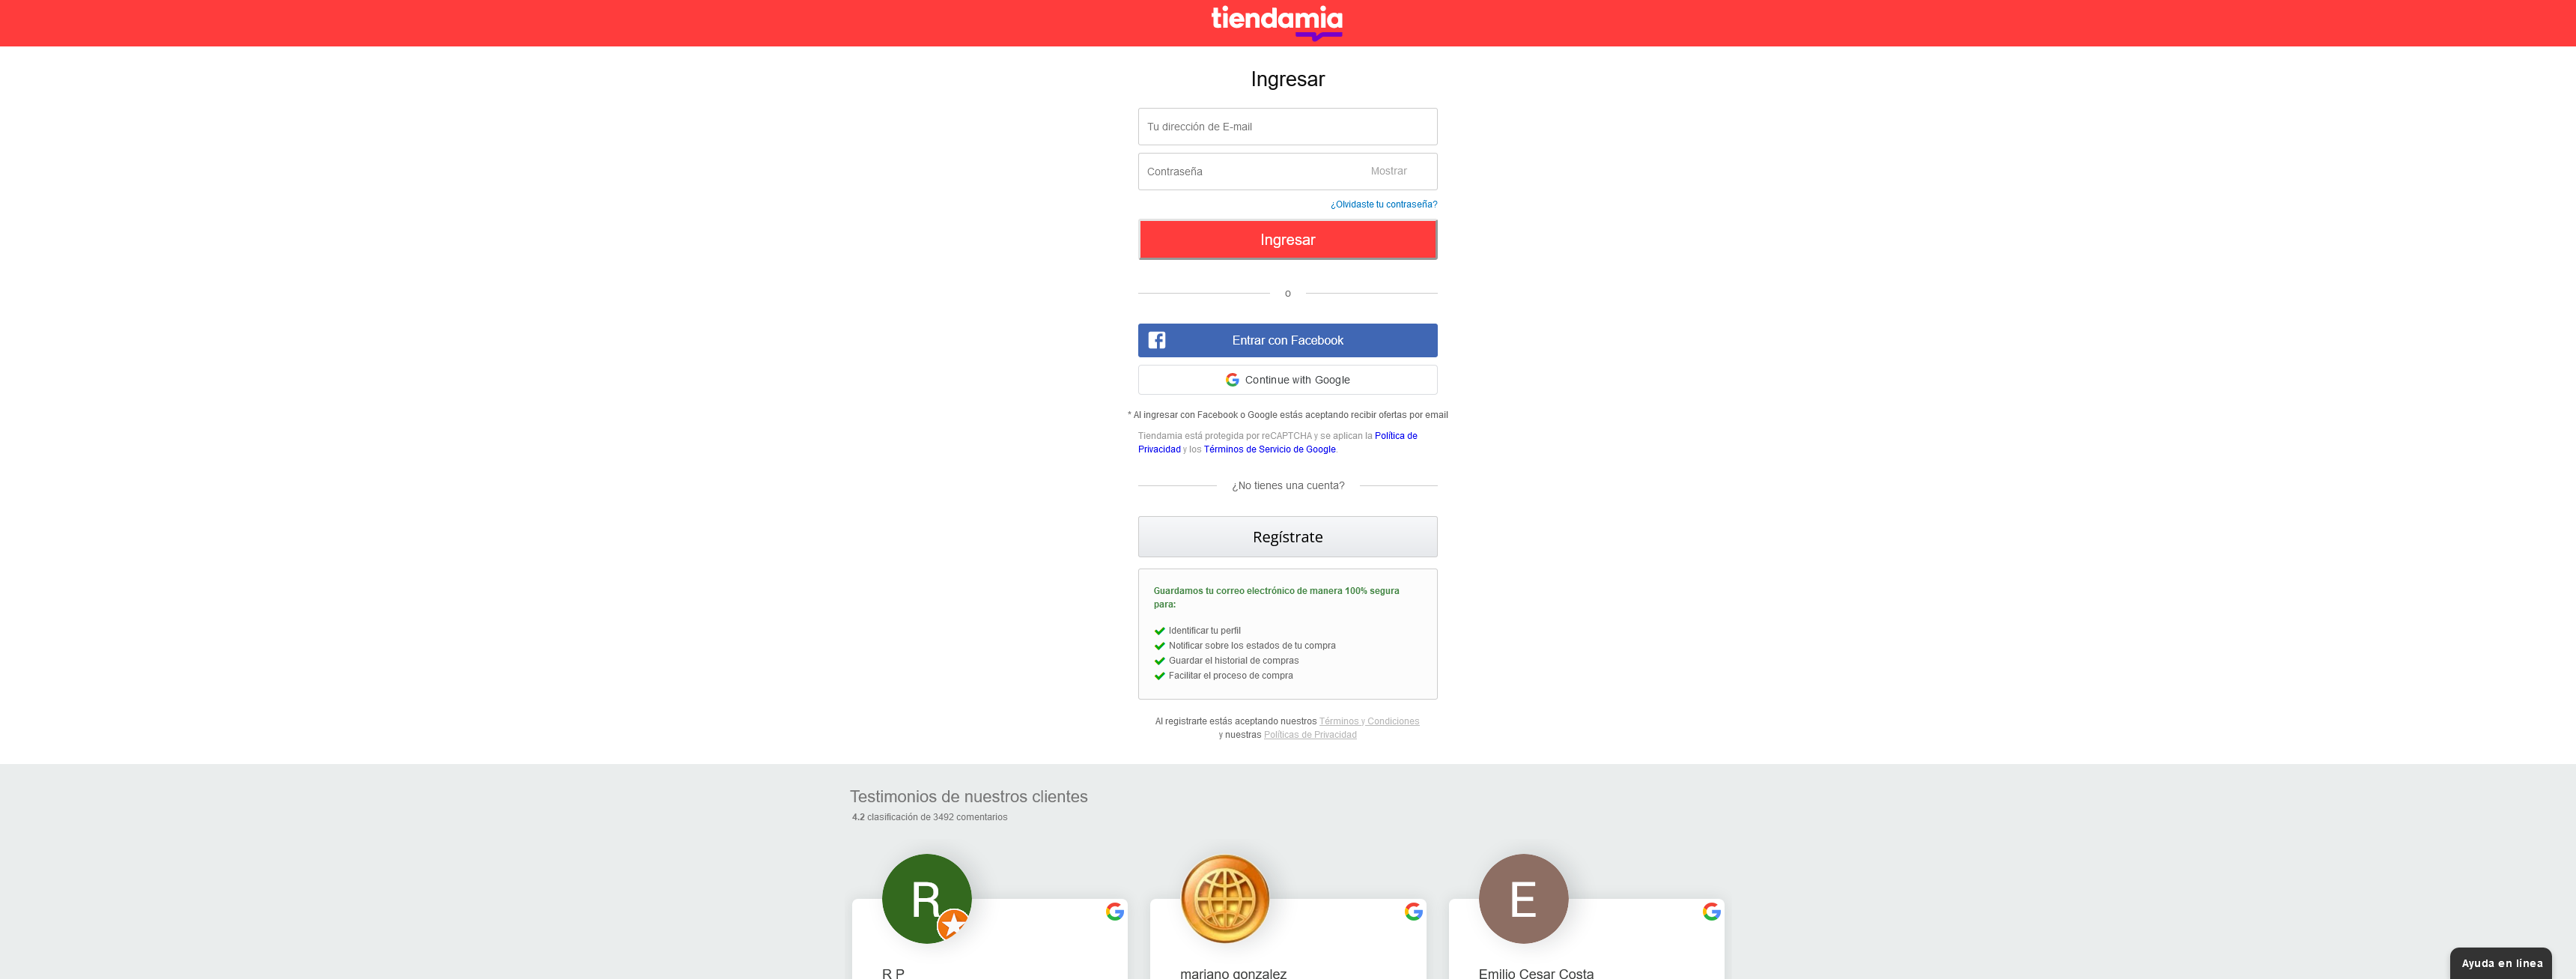 tiendamia
Ingresar
Tu dirección de E-mail
Contraseña
Mostrar
¿Olvidaste tu contraseña?
Ingresar
o
Entrar con Facebook
Continue with Google
* Al ingresar con Facebook o Google estás aceptando recibir ofertas por email
Tiendamia está protegida por reCAPTCHA y se aplican la Política de
Privacidad y los Términos de Servicio de Google
¿No tienes una cuenta?
Regístrate
Guardamos tu correo electrónico de manera 100% segura
para:
Identificar tu perfil
Notificar sobre los estados de tu compra
Guardar el historial de compras
Facilitar el proceso de compra
Al registrarte estás aceptando nuestros Términos y Condiciones
y nuestras Políticas de Privacidad
Testimonios de nuestros clientes
4.2 clasificación de 3492 comentarios
R
E
R P
mariano gonzalez
Emilio Cesar Costa
Ayuda en línea